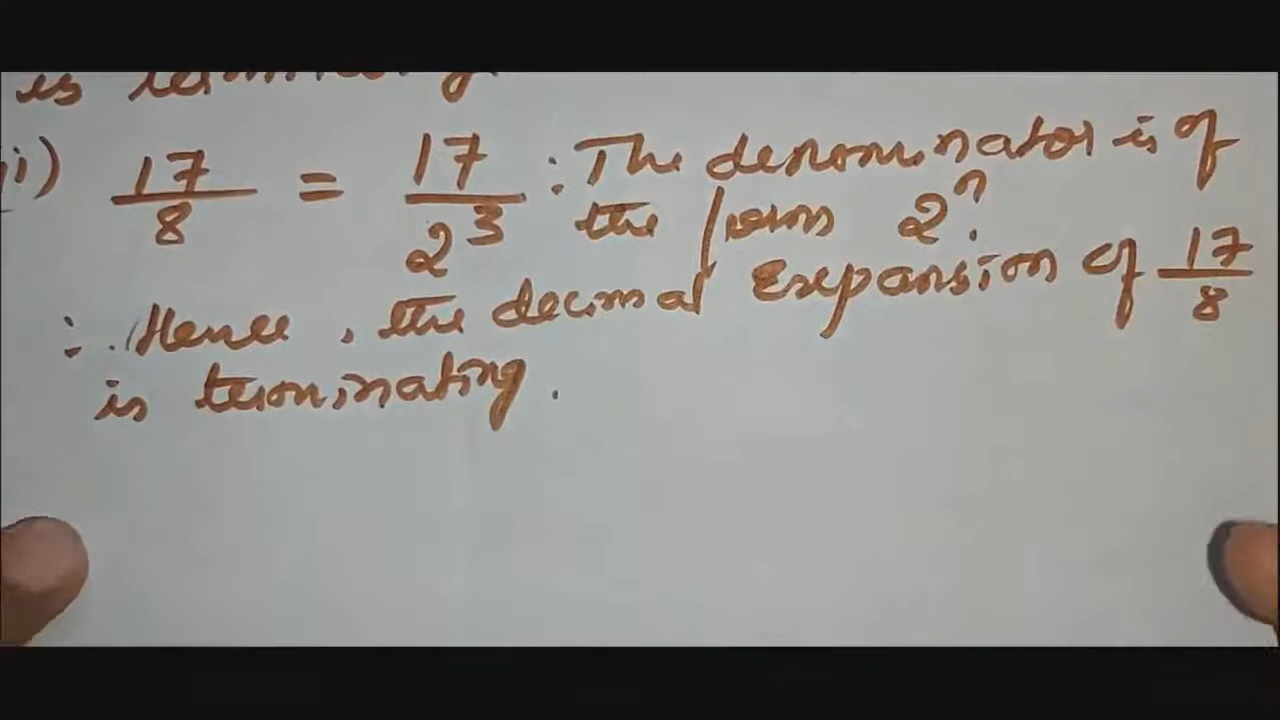 is terminating.
ii) 17/8 = 17/2³ : The denominator is of
the form 2ⁿ.
∴ Hence, the decimal Expansion of 17/8
is terminating.